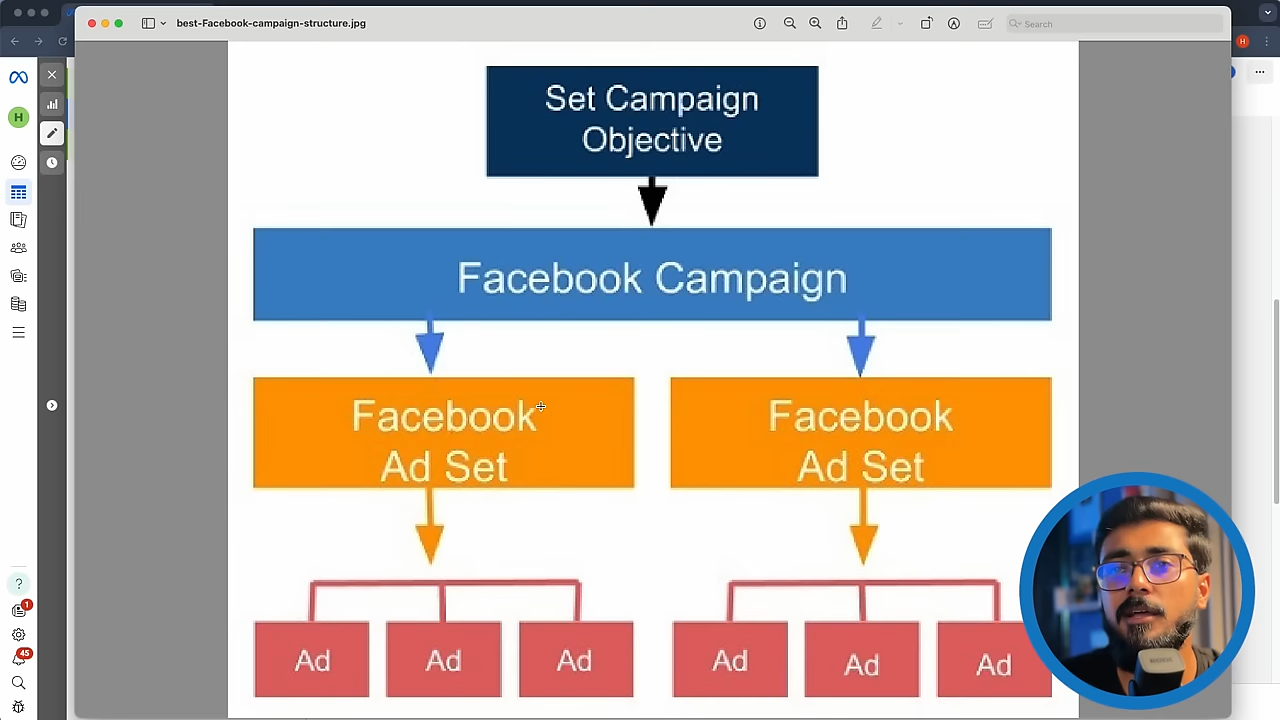 best-Facebook-campaign-structure.jpg
Search
H
H
Set Campaign
Objective
Facebook Campaign
Facebook
Ad Set
Facebook
Ad Set
Ad
Ad
Ad
Ad
Ad
Ad
?
1
45